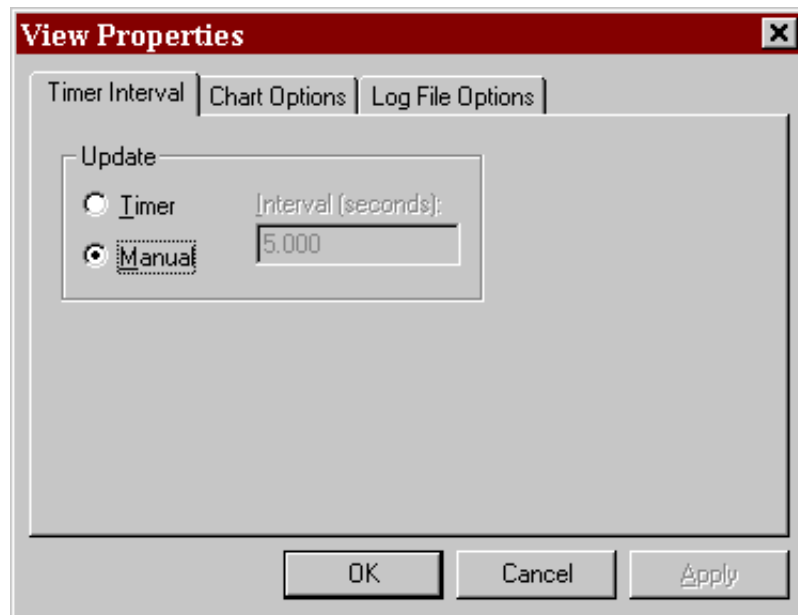 View Properties
Timer Interval Chart Options Log File Options
Update
Timer Interval (seconds):
Manual 5.000
OK Cancel Apply